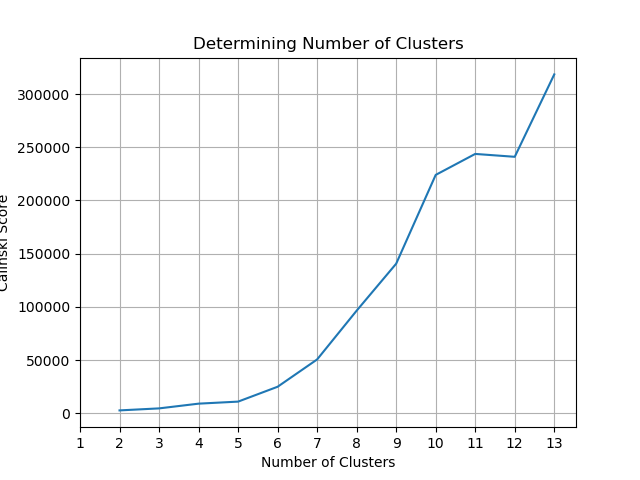 Determining Number of Clusters
Calinski Score
300000
250000
200000
150000
100000
50000
0
1 2 3 4 5 6 7 8 9 10 11 12 13
Number of Clusters